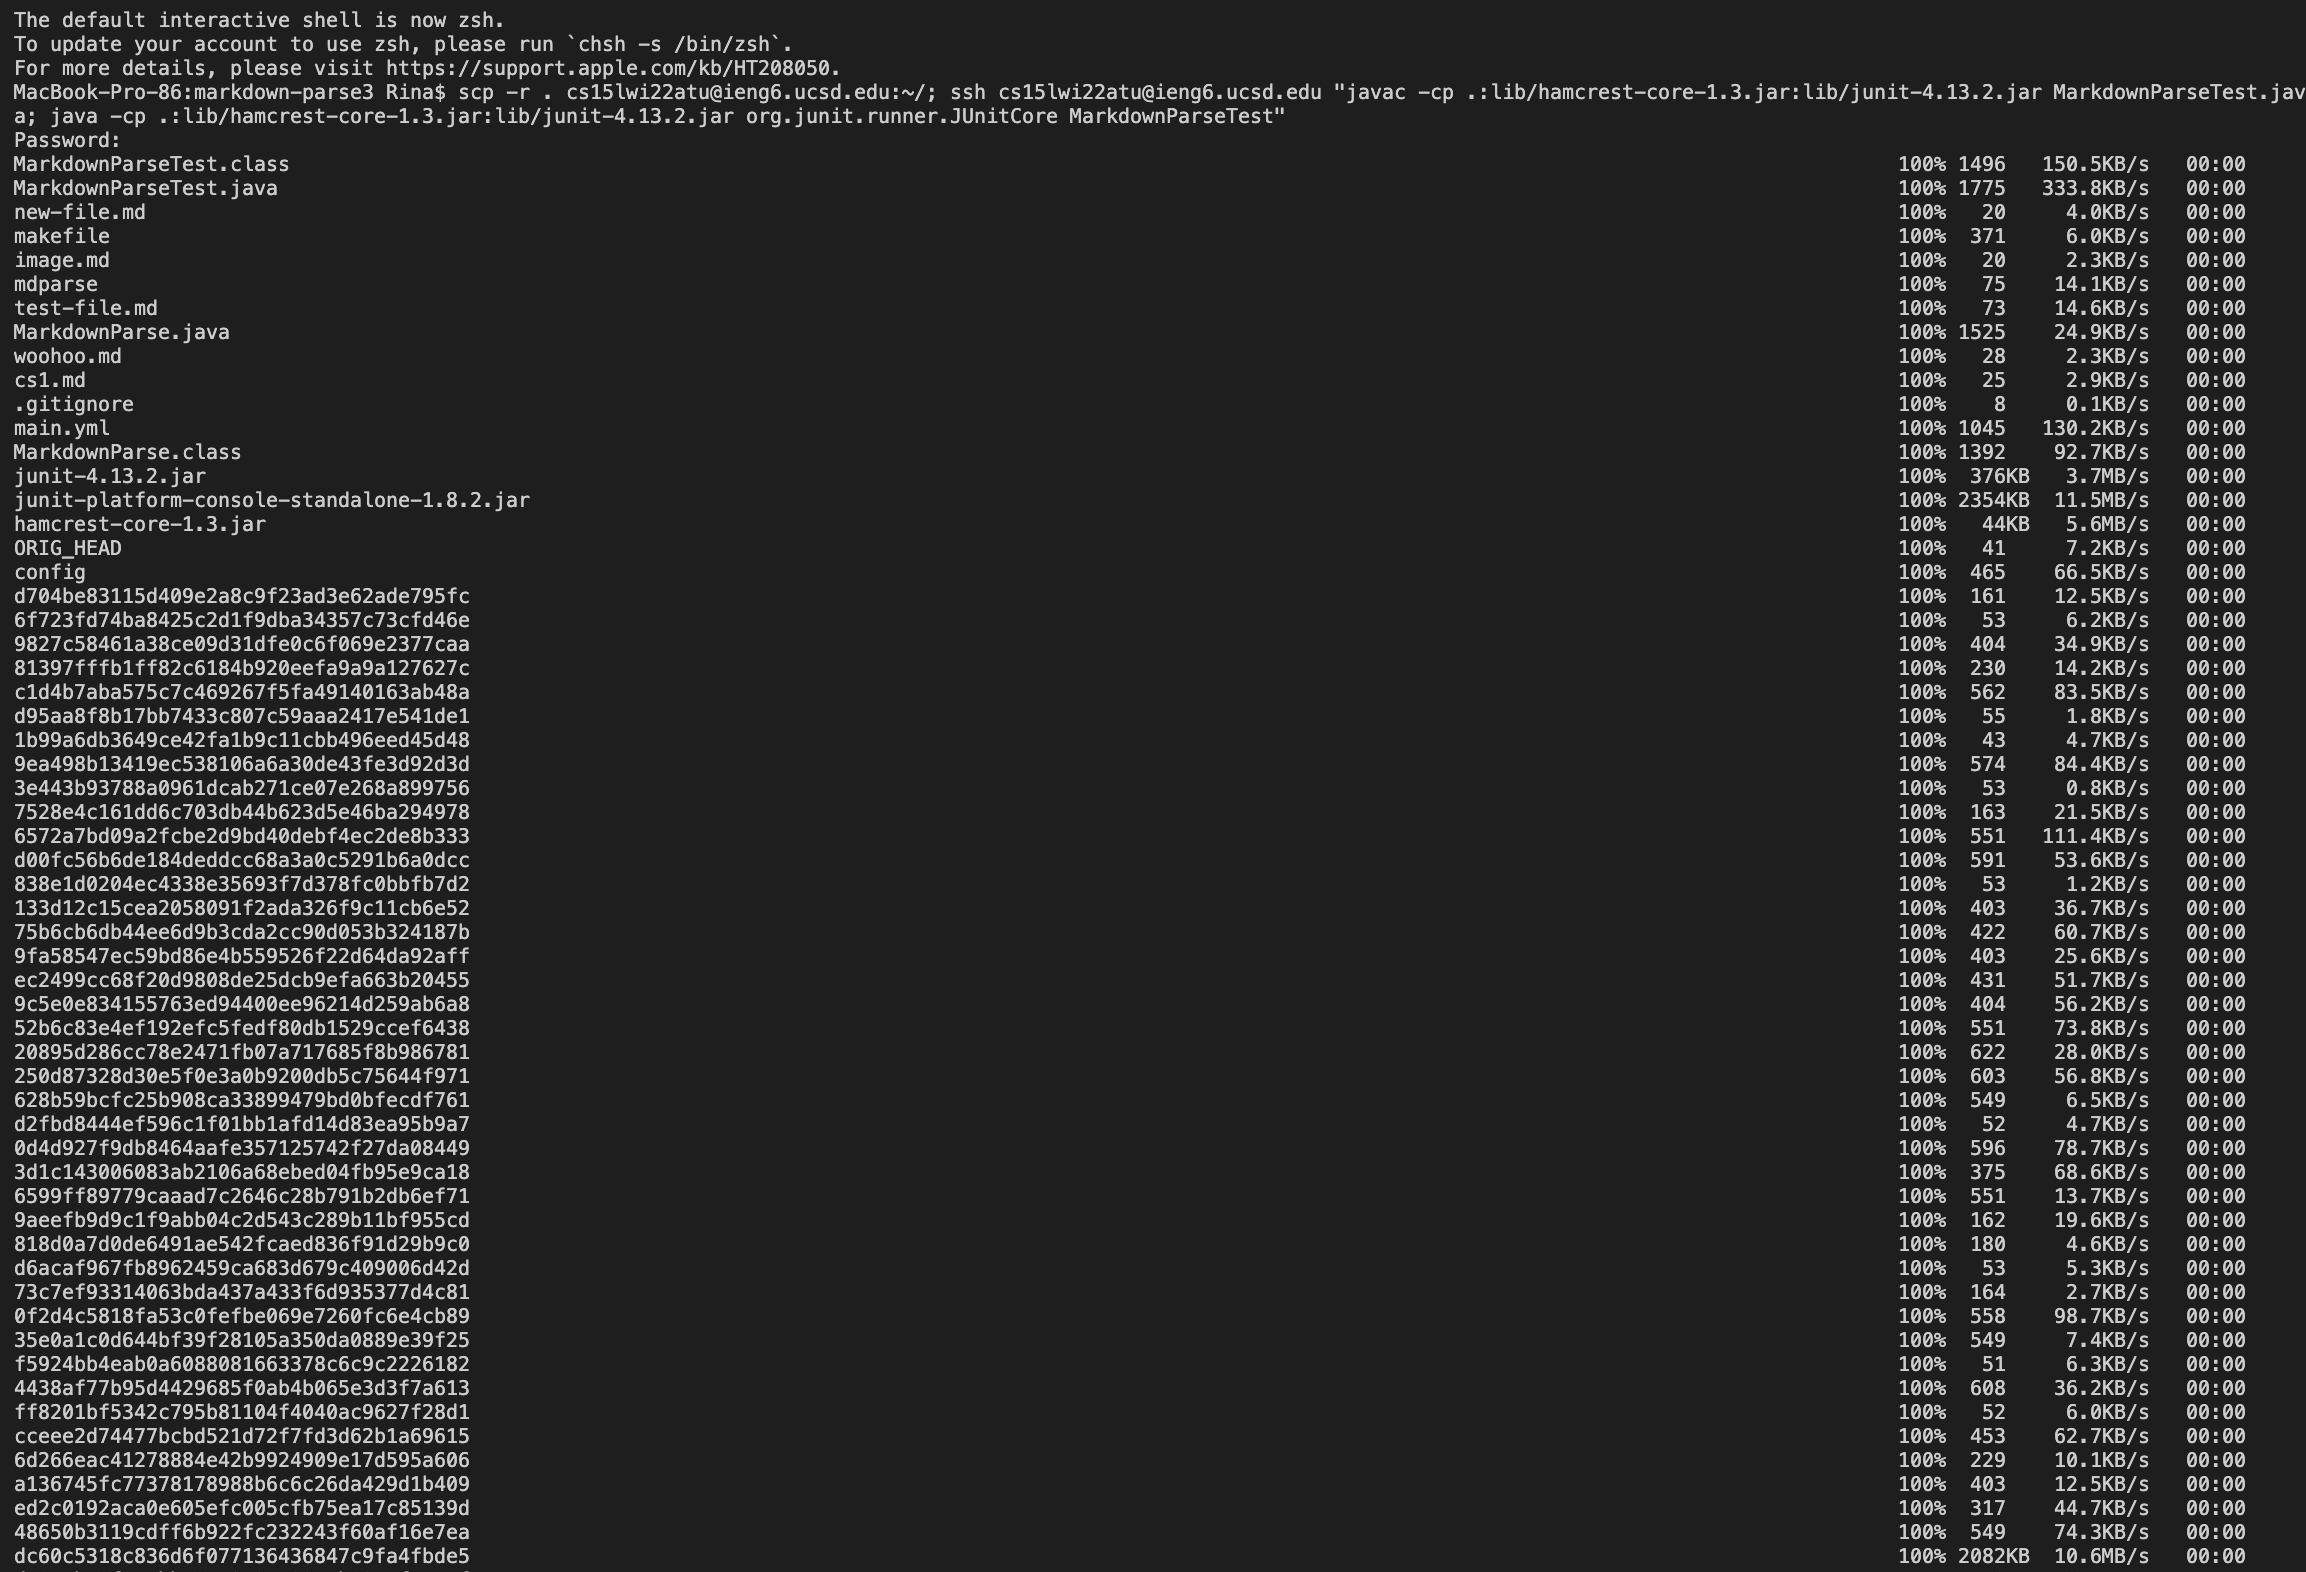 The default interactive shell is now zsh.
To update your account to use zsh, please run `chsh -s /bin/zsh`.
For more details, please visit https://support.apple.com/kb/HT208050.
MacBook-Pro-86:markdown-parse3 Rina$ scp -r . cs15lwi22atu@ieng6.ucsd.edu:~/; ssh cs15lwi22atu@ieng6.ucsd.edu "javac -cp .:lib/hamcrest-core-1.3.jar:lib/junit-4.13.2.jar MarkdownParseTest.jav
a; java -cp .:lib/hamcrest-core-1.3.jar:lib/junit-4.13.2.jar org.junit.runner.JUnitCore MarkdownParseTest"
Password:
MarkdownParseTest.class 100% 1496 150.5KB/s 00:00
MarkdownParseTest.java 100% 1775 333.8KB/s 00:00
new-file.md 100% 20 4.0KB/s 00:00
makefile 100% 371 6.0KB/s 00:00
image.md 100% 20 2.3KB/s 00:00
mdparse 100% 75 14.1KB/s 00:00
test-file.md 100% 73 14.6KB/s 00:00
MarkdownParse.java 100% 1525 24.9KB/s 00:00
woohoo.md 100% 28 2.3KB/s 00:00
cs1.md 100% 25 2.9KB/s 00:00
.gitignore 100% 8 0.1KB/s 00:00
main.yml 100% 1045 130.2KB/s 00:00
MarkdownParse.class 100% 1392 92.7KB/s 00:00
junit-4.13.2.jar 100% 376KB 3.7MB/s 00:00
junit-platform-console-standalone-1.8.2.jar 100% 2354KB 11.5MB/s 00:00
hamcrest-core-1.3.jar 100% 44KB 5.6MB/s 00:00
ORIG_HEAD 100% 41 7.2KB/s 00:00
config 100% 465 66.5KB/s 00:00
d704be83115d409e2a8c9f23ad3e62ade795fc 100% 161 12.5KB/s 00:00
6f723fd74ba8425c2d1f9dba34357c73cfd46e 100% 53 6.2KB/s 00:00
9827c58461a38ce09d31dfe0c6f069e2377caa 100% 404 34.9KB/s 00:00
81397fffb1ff82c6184b920eefa9a9a127627c 100% 230 14.2KB/s 00:00
c1d4b7aba575c7c469267f5fa49140163ab48a 100% 562 83.5KB/s 00:00
d95aa8f8b17bb7433c807c59aaa2417e541de1 100% 55 1.8KB/s 00:00
1b99a6db3649ce42fa1b9c11cbb496eed45d48 100% 43 4.7KB/s 00:00
9ea498b13419ec538106a6a30de43fe3d92d3d 100% 574 84.4KB/s 00:00
3e443b93788a0961dcab271ce07e268a899756 100% 53 0.8KB/s 00:00
7528e4c161dd6c703db44b623d5e46ba294978 100% 163 21.5KB/s 00:00
6572a7bd09a2fcbe2d9bd40debf4ec2de8b333 100% 551 111.4KB/s 00:00
d00fc56b6de184deddcc68a3a0c5291b6a0dcc 100% 591 53.6KB/s 00:00
838e1d0204ec4338e35693f7d378fc0bbfb7d2 100% 53 1.2KB/s 00:00
133d12c15cea2058091f2ada326f9c11cb6e52 100% 403 36.7KB/s 00:00
75b6cb6db44ee6d9b3cda2cc90d053b324187b 100% 422 60.7KB/s 00:00
9fa58547ec59bd86e4b559526f22d64da92aff 100% 403 25.6KB/s 00:00
ec2499cc68f20d9808de25dcb9efa663b20455 100% 431 51.7KB/s 00:00
9c5e0e834155763ed94400ee96214d259ab6a8 100% 404 56.2KB/s 00:00
52b6c83e4ef192efc5fedf80db1529ccef6438 100% 551 73.8KB/s 00:00
20895d286cc78e2471fb07a717685f8b986781 100% 622 28.0KB/s 00:00
250d87328d30e5f0e3a0b9200db5c75644f971 100% 603 56.8KB/s 00:00
628b59bcfc25b908ca33899479bd0bfecdf761 100% 549 6.5KB/s 00:00
d2fbd8444ef596c1f01bb1afd14d83ea95b9a7 100% 52 4.7KB/s 00:00
0d4d927f9db8464aafe357125742f27da08449 100% 596 78.7KB/s 00:00
3d1c143006083ab2106a68ebed04fb95e9ca18 100% 375 68.6KB/s 00:00
6599ff89779caaad7c2646c28b791b2db6ef71 100% 551 13.7KB/s 00:00
9aeefb9d9c1f9abb04c2d543c289b11bf955cd 100% 162 19.6KB/s 00:00
818d0a7d0de6491ae542fcaed836f91d29b9c0 100% 180 4.6KB/s 00:00
d6acaf967fb8962459ca683d679c409006d42d 100% 53 5.3KB/s 00:00
73c7ef93314063bda437a433f6d935377d4c81 100% 164 2.7KB/s 00:00
0f2d4c5818fa53c0fefbe069e7260fc6e4cb89 100% 558 98.7KB/s 00:00
35e0a1c0d644bf39f28105a350da0889e39f25 100% 549 7.4KB/s 00:00
f5924bb4eab0a6088081663378c6c9c2226182 100% 51 6.3KB/s 00:00
4438af77b95d4429685f0ab4b065e3d3f7a613 100% 608 36.2KB/s 00:00
ff8201bf5342c795b81104f4040ac9627f28d1 100% 52 6.0KB/s 00:00
cceee2d74477bcbd521d72f7fd3d62b1a69615 100% 453 62.7KB/s 00:00
6d266eac41278884e42b9924909e17d595a606 100% 229 10.1KB/s 00:00
a136745fc77378178988b6c6c26da429d1b409 100% 403 12.5KB/s 00:00
ed2c0192aca0e605efc005cfb75ea17c85139d 100% 317 44.7KB/s 00:00
48650b3119cdff6b922fc232243f60af16e7ea 100% 549 74.3KB/s 00:00
dc60c5318c836d6f077136436847c9fa4fbde5 100% 2082KB 10.6MB/s 00:00